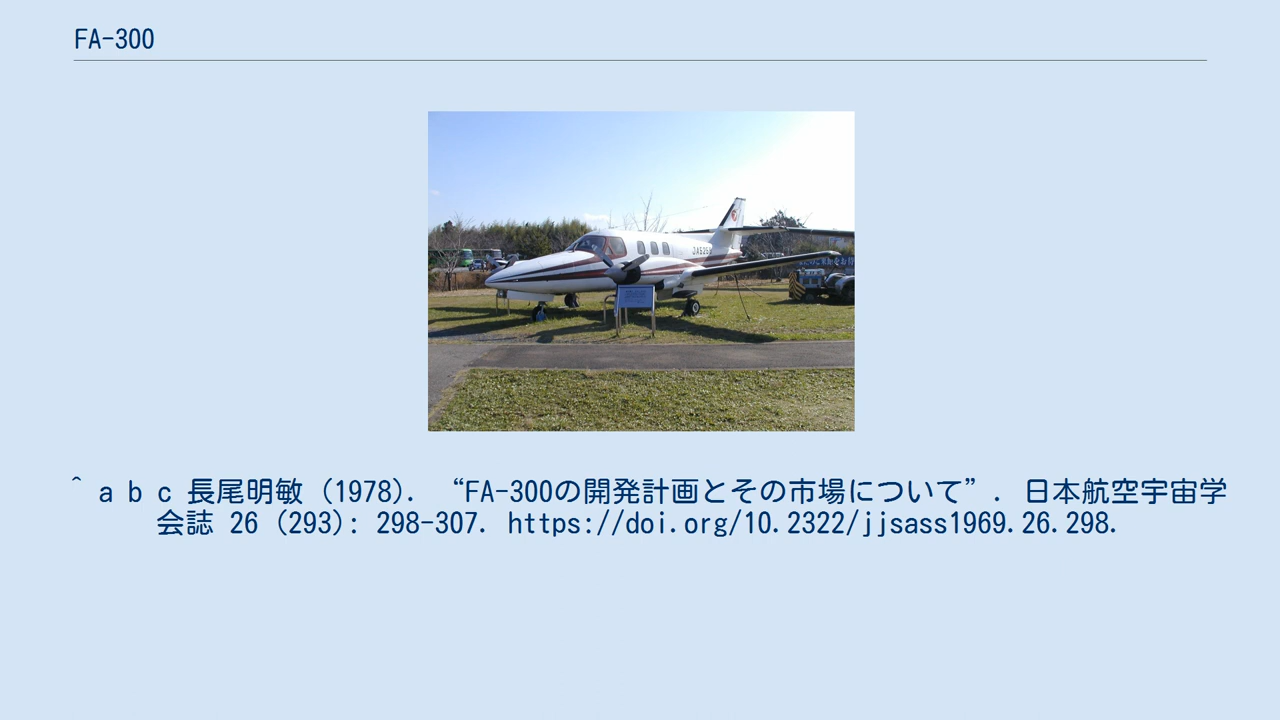 FA-300
^ a b c 長尾明敏 (1978). “FA-300の開発計画とその市場について”. 日本航空宇宙学
会誌 26 (293): 298-307. https://doi.org/10.2322/jjsass1969.26.298.